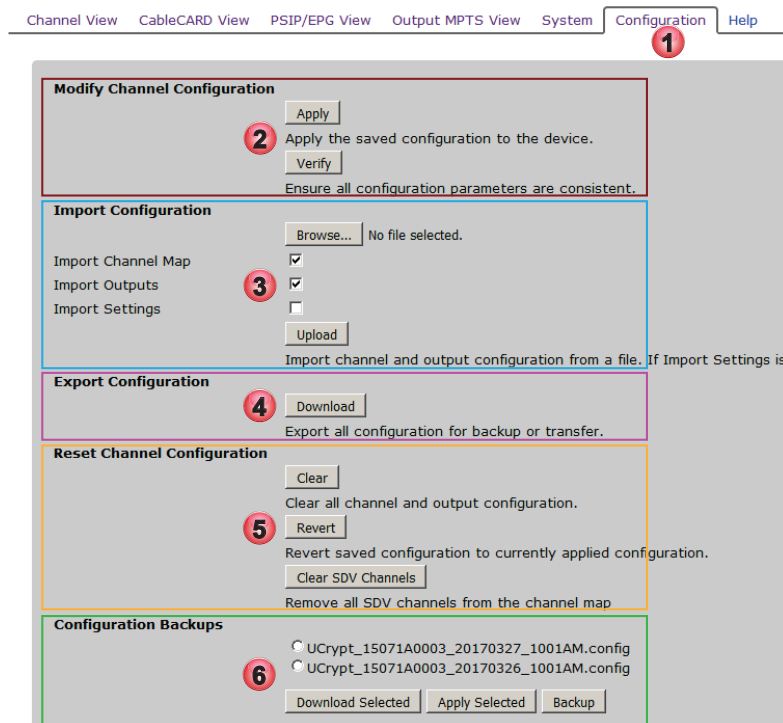 Channel View CableCARD View PSIP/EPG View Output MPTS View System Configuration Help
1
Modify Channel Configuration
Apply
2
Apply the saved configuration to the device.
Verify
Ensure all configuration parameters are consistent.
Import Configuration
Browse... No file selected.
Import Channel Map
Import Outputs
3
Import Settings
Upload
Import channel and output configuration from a file. If Import Settings is
Export Configuration
4
Download
Export all configuration for backup or transfer.
Reset Channel Configuration
Clear
Clear all channel and output configuration.
5
Revert
Revert saved configuration to currently applied configuration.
Clear SDV Channels
Remove all SDV channels from the channel map
Configuration Backups
UCrypt_15071A0003_20170327_1001AM.config
UCrypt_15071A0003_20170326_1001AM.config
6
Download Selected Apply Selected Backup